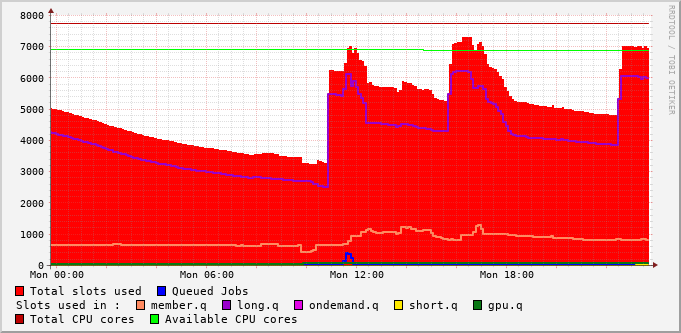 8000
7000
6000
5000
4000
3000
2000
1000
0
Mon 00:00 Mon 06:00 Mon 12:00 Mon 18:00
Total slots used Queued Jobs
Slots used in : member.q long.q ondemand.q short.q gpu.q
Total CPU cores Available CPU cores
RRDTOOL / TOBI OETIKER